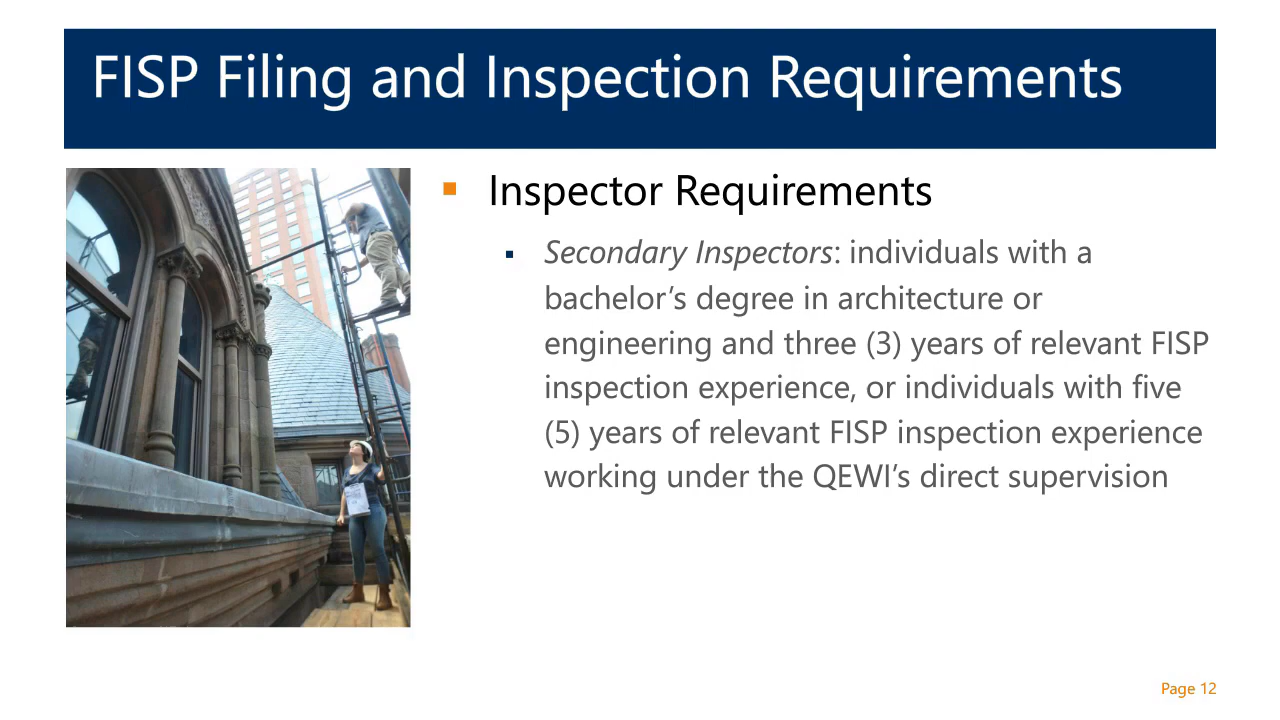 FISP Filing and Inspection Requirements
Inspector Requirements
Secondary Inspectors: individuals with a
bachelor’s degree in architecture or
engineering and three (3) years of relevant FISP
inspection experience, or individuals with five
(5) years of relevant FISP inspection experience
working under the QEWI’s direct supervision
Page 12